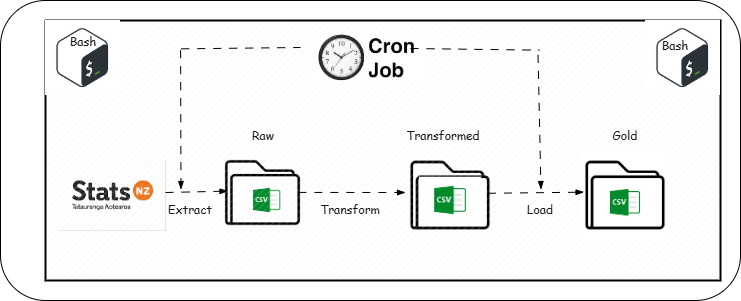 Bash
$
Cron
Job
Bash
$
Raw
Transformed
Gold
Stats NZ
Tatauranga Aotearoa
CSV
CSV
CSV
Extract
Transform
Load